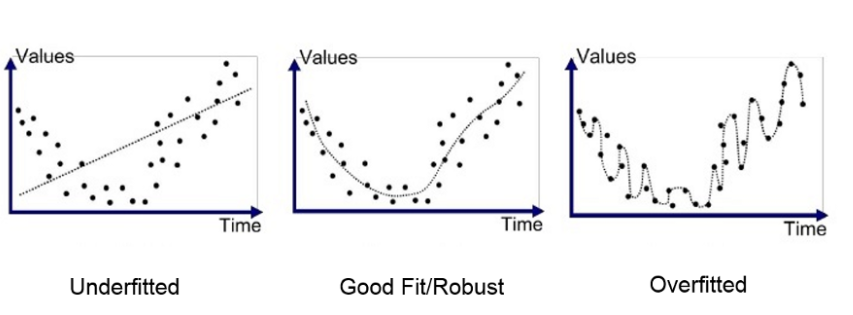 Values
Time
Underfitted
Values
Time
Good Fit/Robust
Values
Time
Overfitted